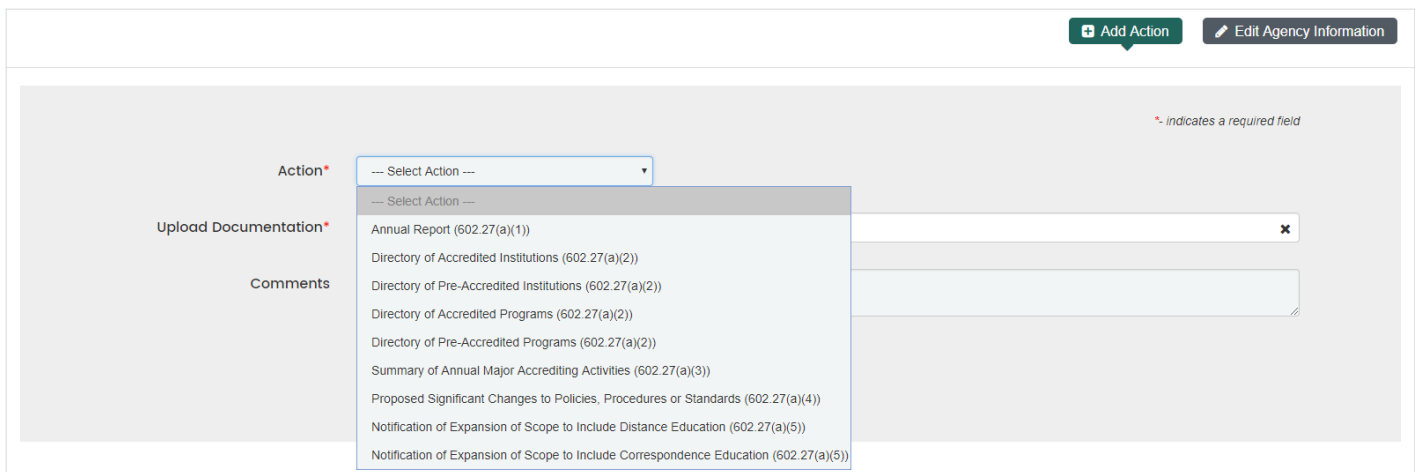 Add Action
Edit Agency Information
*- indicates a required field
Action*
--- Select Action ---
--- Select Action ---
Upload Documentation*
Annual Report (602.27(a)(1))
Directory of Accredited Institutions (602.27(a)(2))
Comments
Directory of Pre-Accredited Institutions (602.27(a)(2))
Directory of Accredited Programs (602.27(a)(2))
Directory of Pre-Accredited Programs (602.27(a)(2))
Summary of Annual Major Accrediting Activities (602.27(a)(3))
Proposed Significant Changes to Policies, Procedures or Standards (602.27(a)(4))
Notification of Expansion of Scope to Include Distance Education (602.27(a)(5))
Notification of Expansion of Scope to Include Correspondence Education (602.27(a)(5))